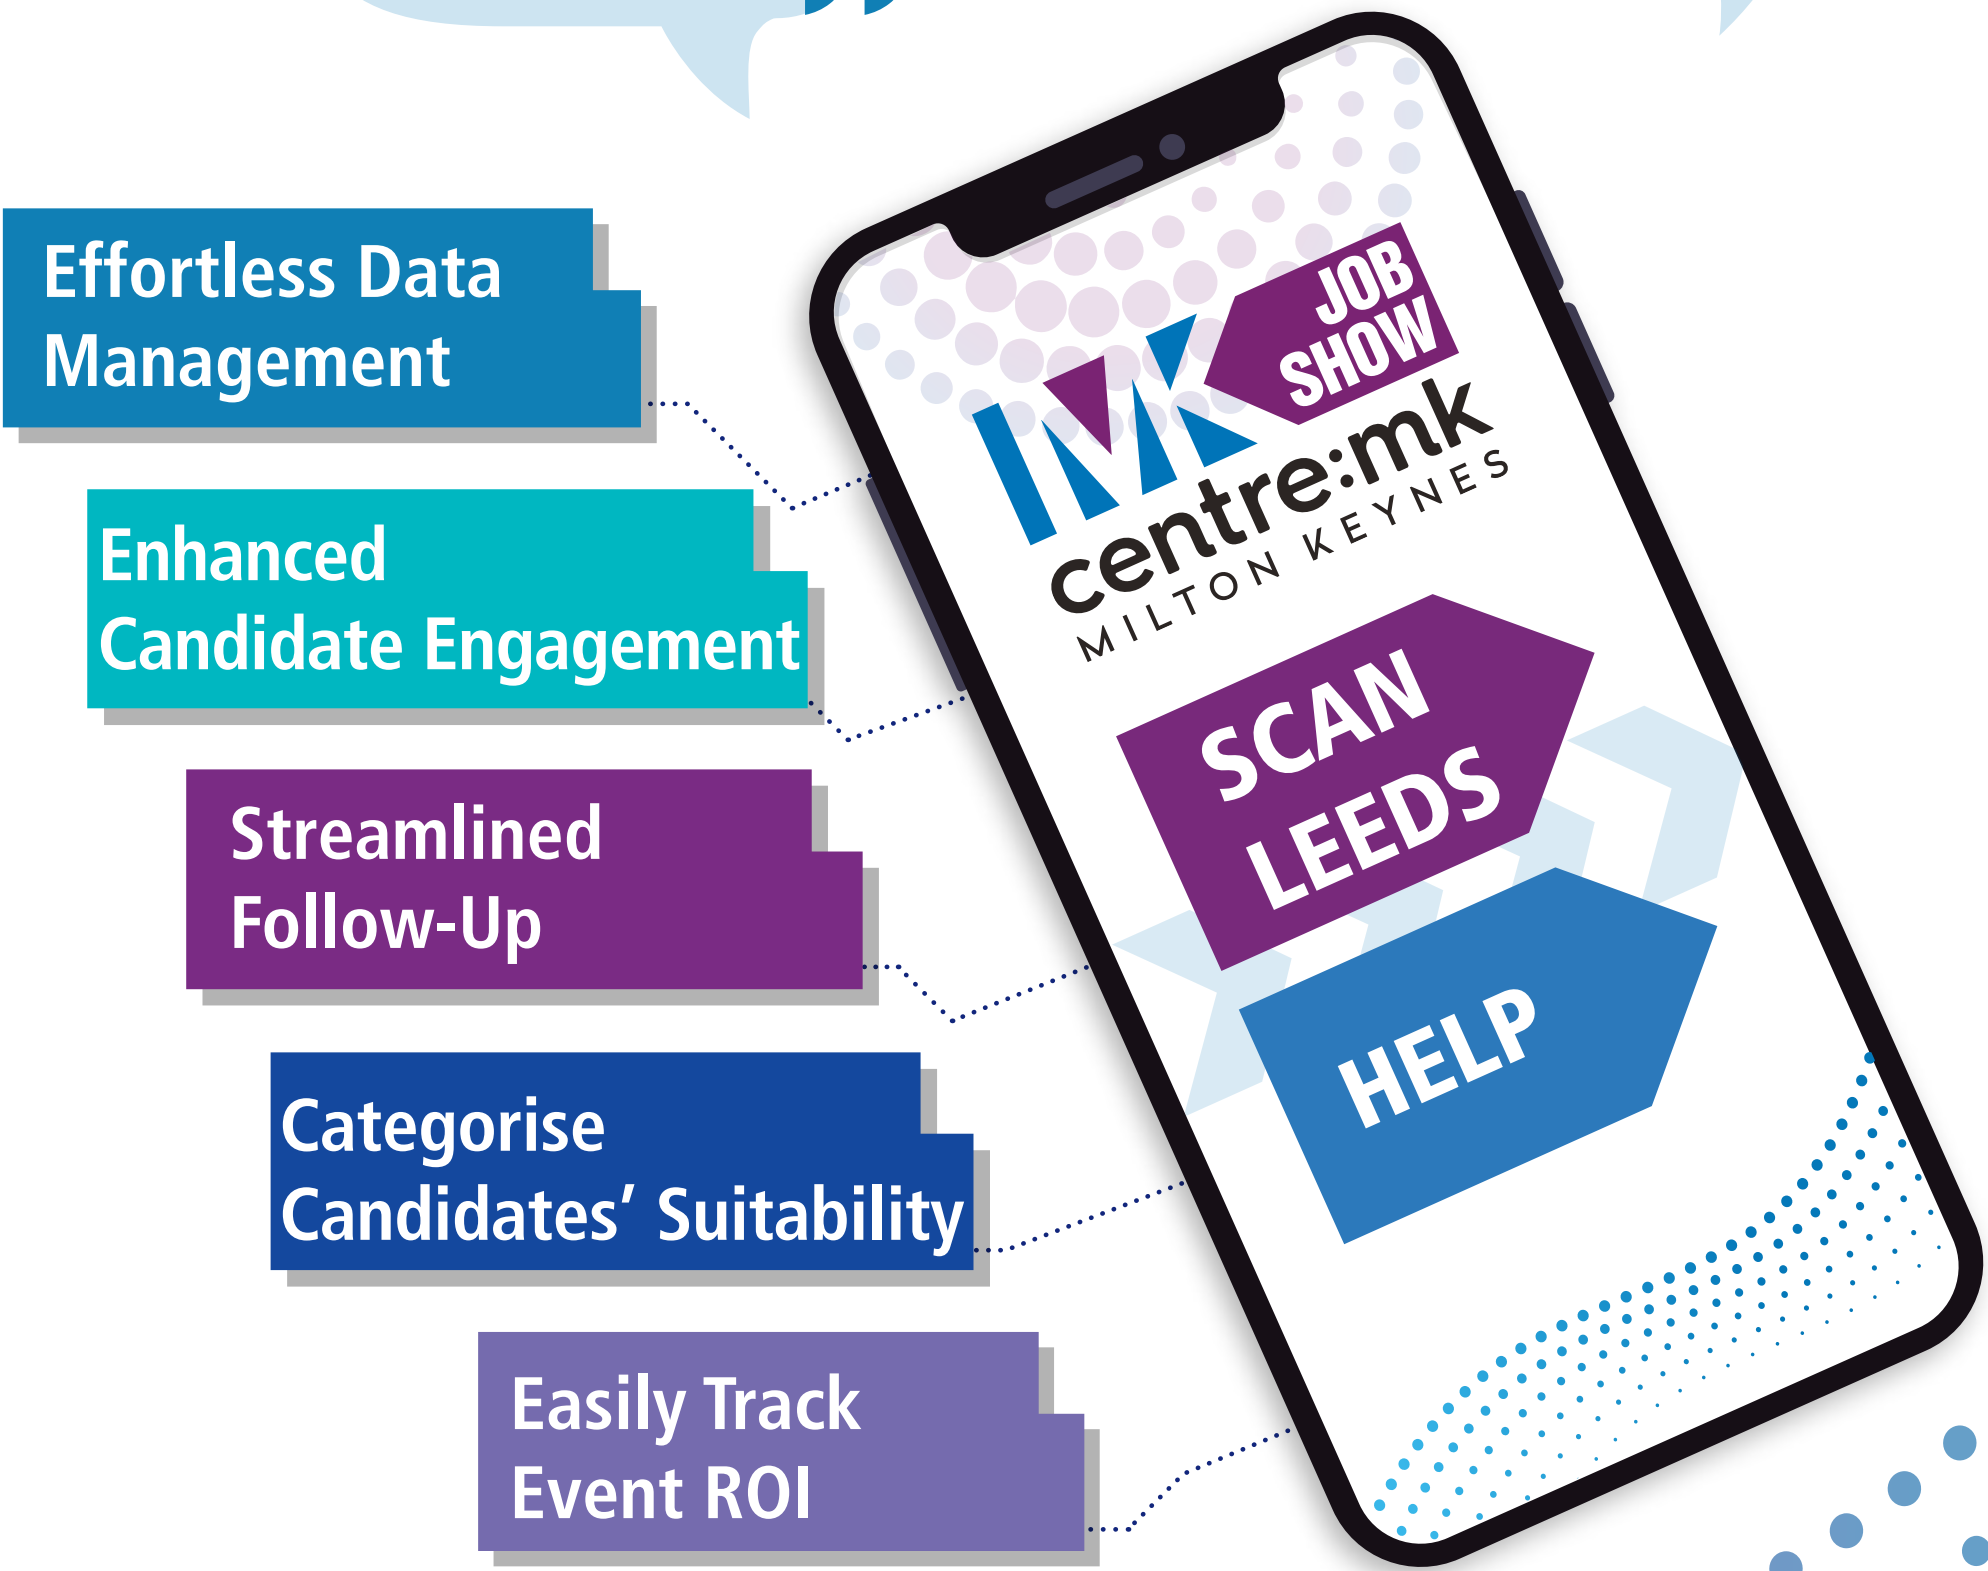 Effortless Data
Management
Enhanced
Candidate Engagement
Streamlined
Follow-Up
Categorise
Candidates’ Suitability
Easily Track
Event ROI
MK JOB
SHOW
centre:mk
MILTON KEYNES
SCAN
LEEDS
HELP